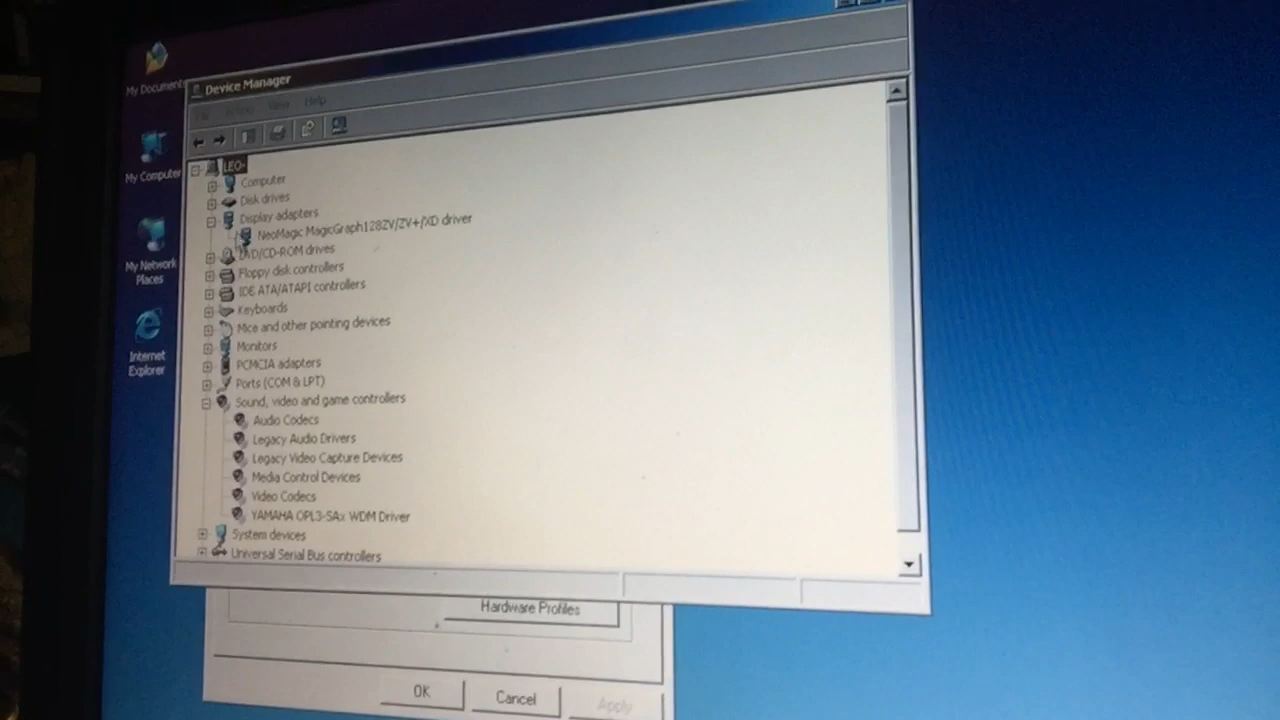 My Documents
My Computer
My Network
Places
Internet
Explorer
Device Manager
View Help
LEO-
Computer
Disk drives
Display adapters
NeoMagic MagicGraph128ZV/ZV+/XD driver
DVD/CD-ROM drives
Floppy disk controllers
IDE ATA/ATAPI controllers
Keyboards
Mice and other pointing devices
Monitors
PCMCIA adapters
Ports (COM & LPT)
Sound, video and game controllers
Audio Codecs
Legacy Audio Drivers
Legacy Video Capture Devices
Media Control Devices
Video Codecs
YAMAHA OPL3-SAx WDM Driver
System devices
Universal Serial Bus controllers
Hardware Profiles
OK
Cancel
Apply